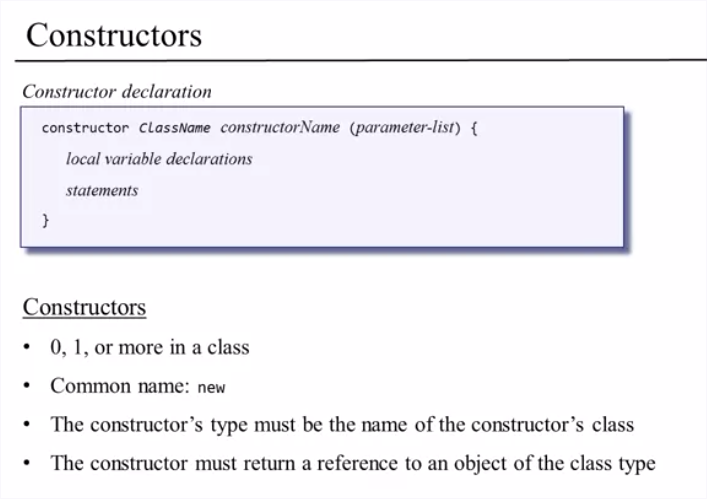 Constructors
Constructor declaration
constructor ClassName constructorName (parameter-list) {
local variable declarations
statements
}
Constructors
• 0, 1, or more in a class
• Common name: new
• The constructor’s type must be the name of the constructor’s class
• The constructor must return a reference to an object of the class type